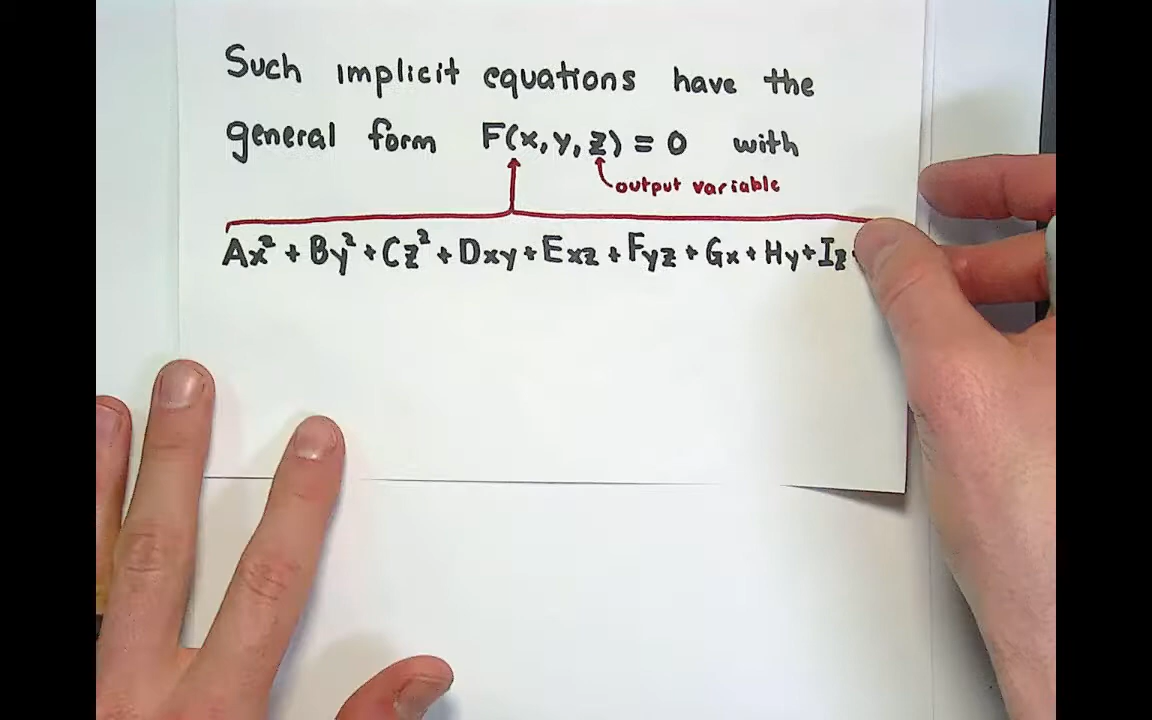 Such implicit equations have the
general form F(x, y, z) = 0 with
output variable
Ax² + By² + Cz² + Dxy + Exz + Fyz + Gx + Hy + Iz